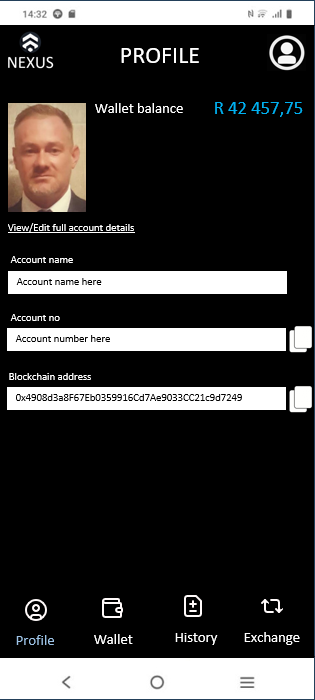 14:32
NEXUS
PROFILE
Wallet balance R 42 457,75
View/Edit full account details
Account name
Account name here
Account no
Account number here
Blockchain address
0x4908d3a8F67Eb0359916Cd7Ae9033CC21c9d7249
Profile Wallet History Exchange